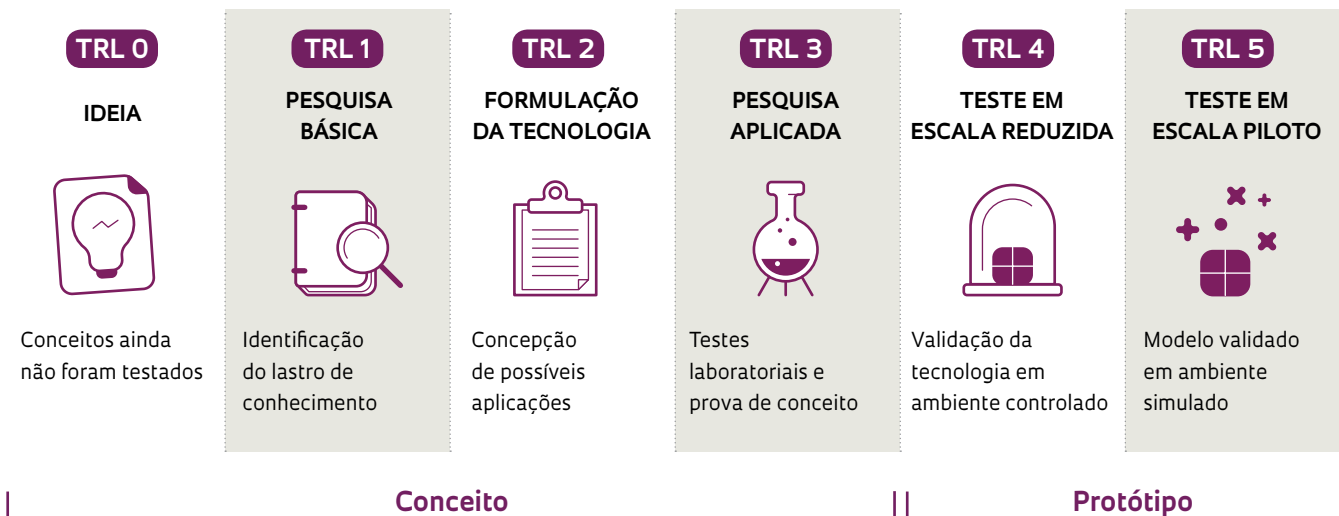 TRL 0
IDEIA
Conceitos ainda
não foram testados
TRL 1
PESQUISA
BÁSICA
Identificação
do lastro de
conhecimento
TRL 2
FORMULAÇÃO
DA TECNOLOGIA
Concepção
de possíveis
aplicações
TRL 3
PESQUISA
APLICADA
Testes
laboratoriais e
prova de conceito
TRL 4
TESTE EM
ESCALA REDUZIDA
Validação da
tecnologia em
ambiente controlado
TRL 5
TESTE EM
ESCALA PILOTO
Modelo validado
em ambiente
simulado
Conceito
Protótipo